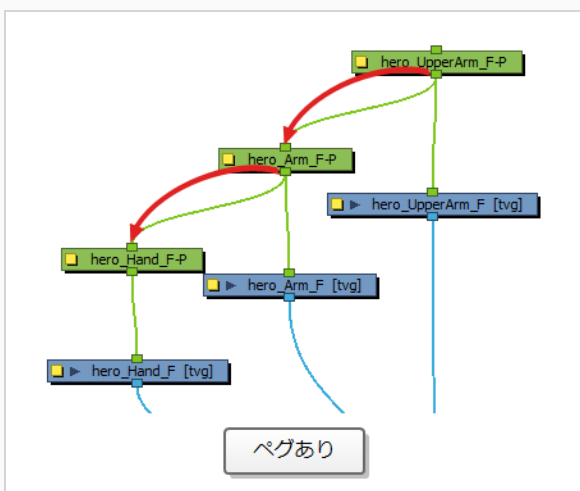 hero_UpperArm_F-P
hero_Arm_F-P
hero_UpperArm_F [tvg]
hero_Hand_F-P
hero_Arm_F [tvg]
hero_Hand_F [tvg]
ペグあり